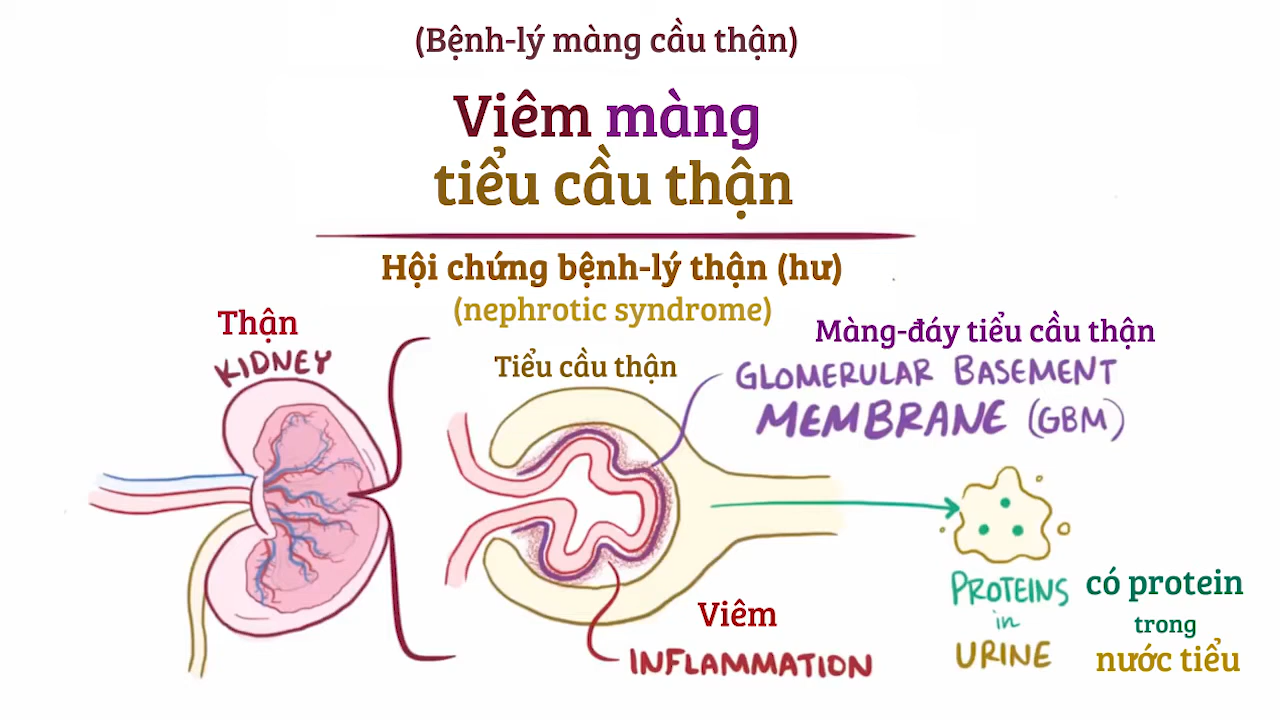 (Bệnh-lý màng cầu thận)
Viêm màng
tiểu cầu thận
Hội chứng bệnh-lý thận (hư)
(nephrotic syndrome)
Thận
KIDNEY
Tiểu cầu thận
Màng-đáy tiểu cầu thận
GLOMERULAR BASEMENT
MEMBRANE (GBM)
Viêm
INFLAMMATION
PROTEINS
in
URINE
có protein
trong
nước tiểu